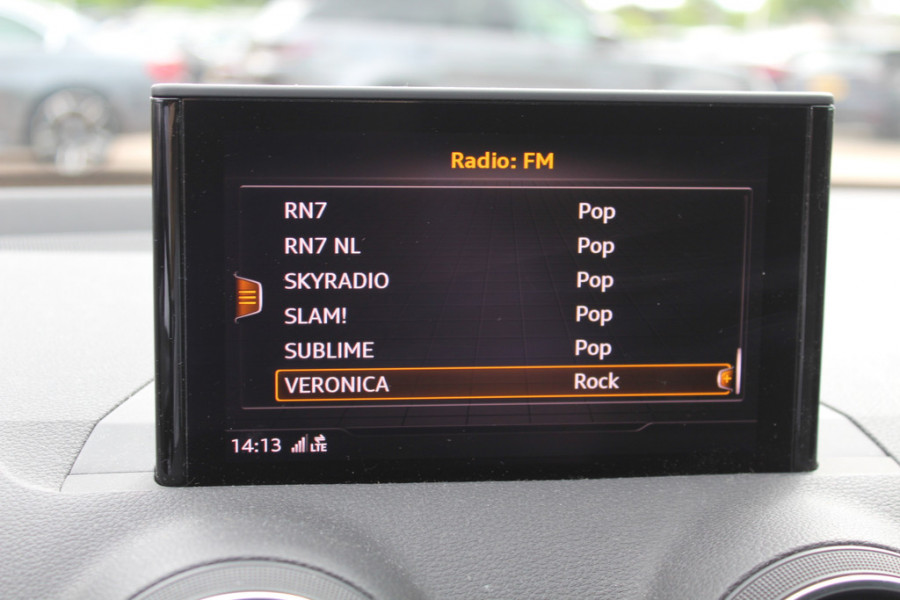 Radio: FM
RN7 Pop
RN7 NL Pop
SKYRADIO Pop
SLAM! Pop
SUBLIME Pop
VERONICA Rock
14:13 LTE